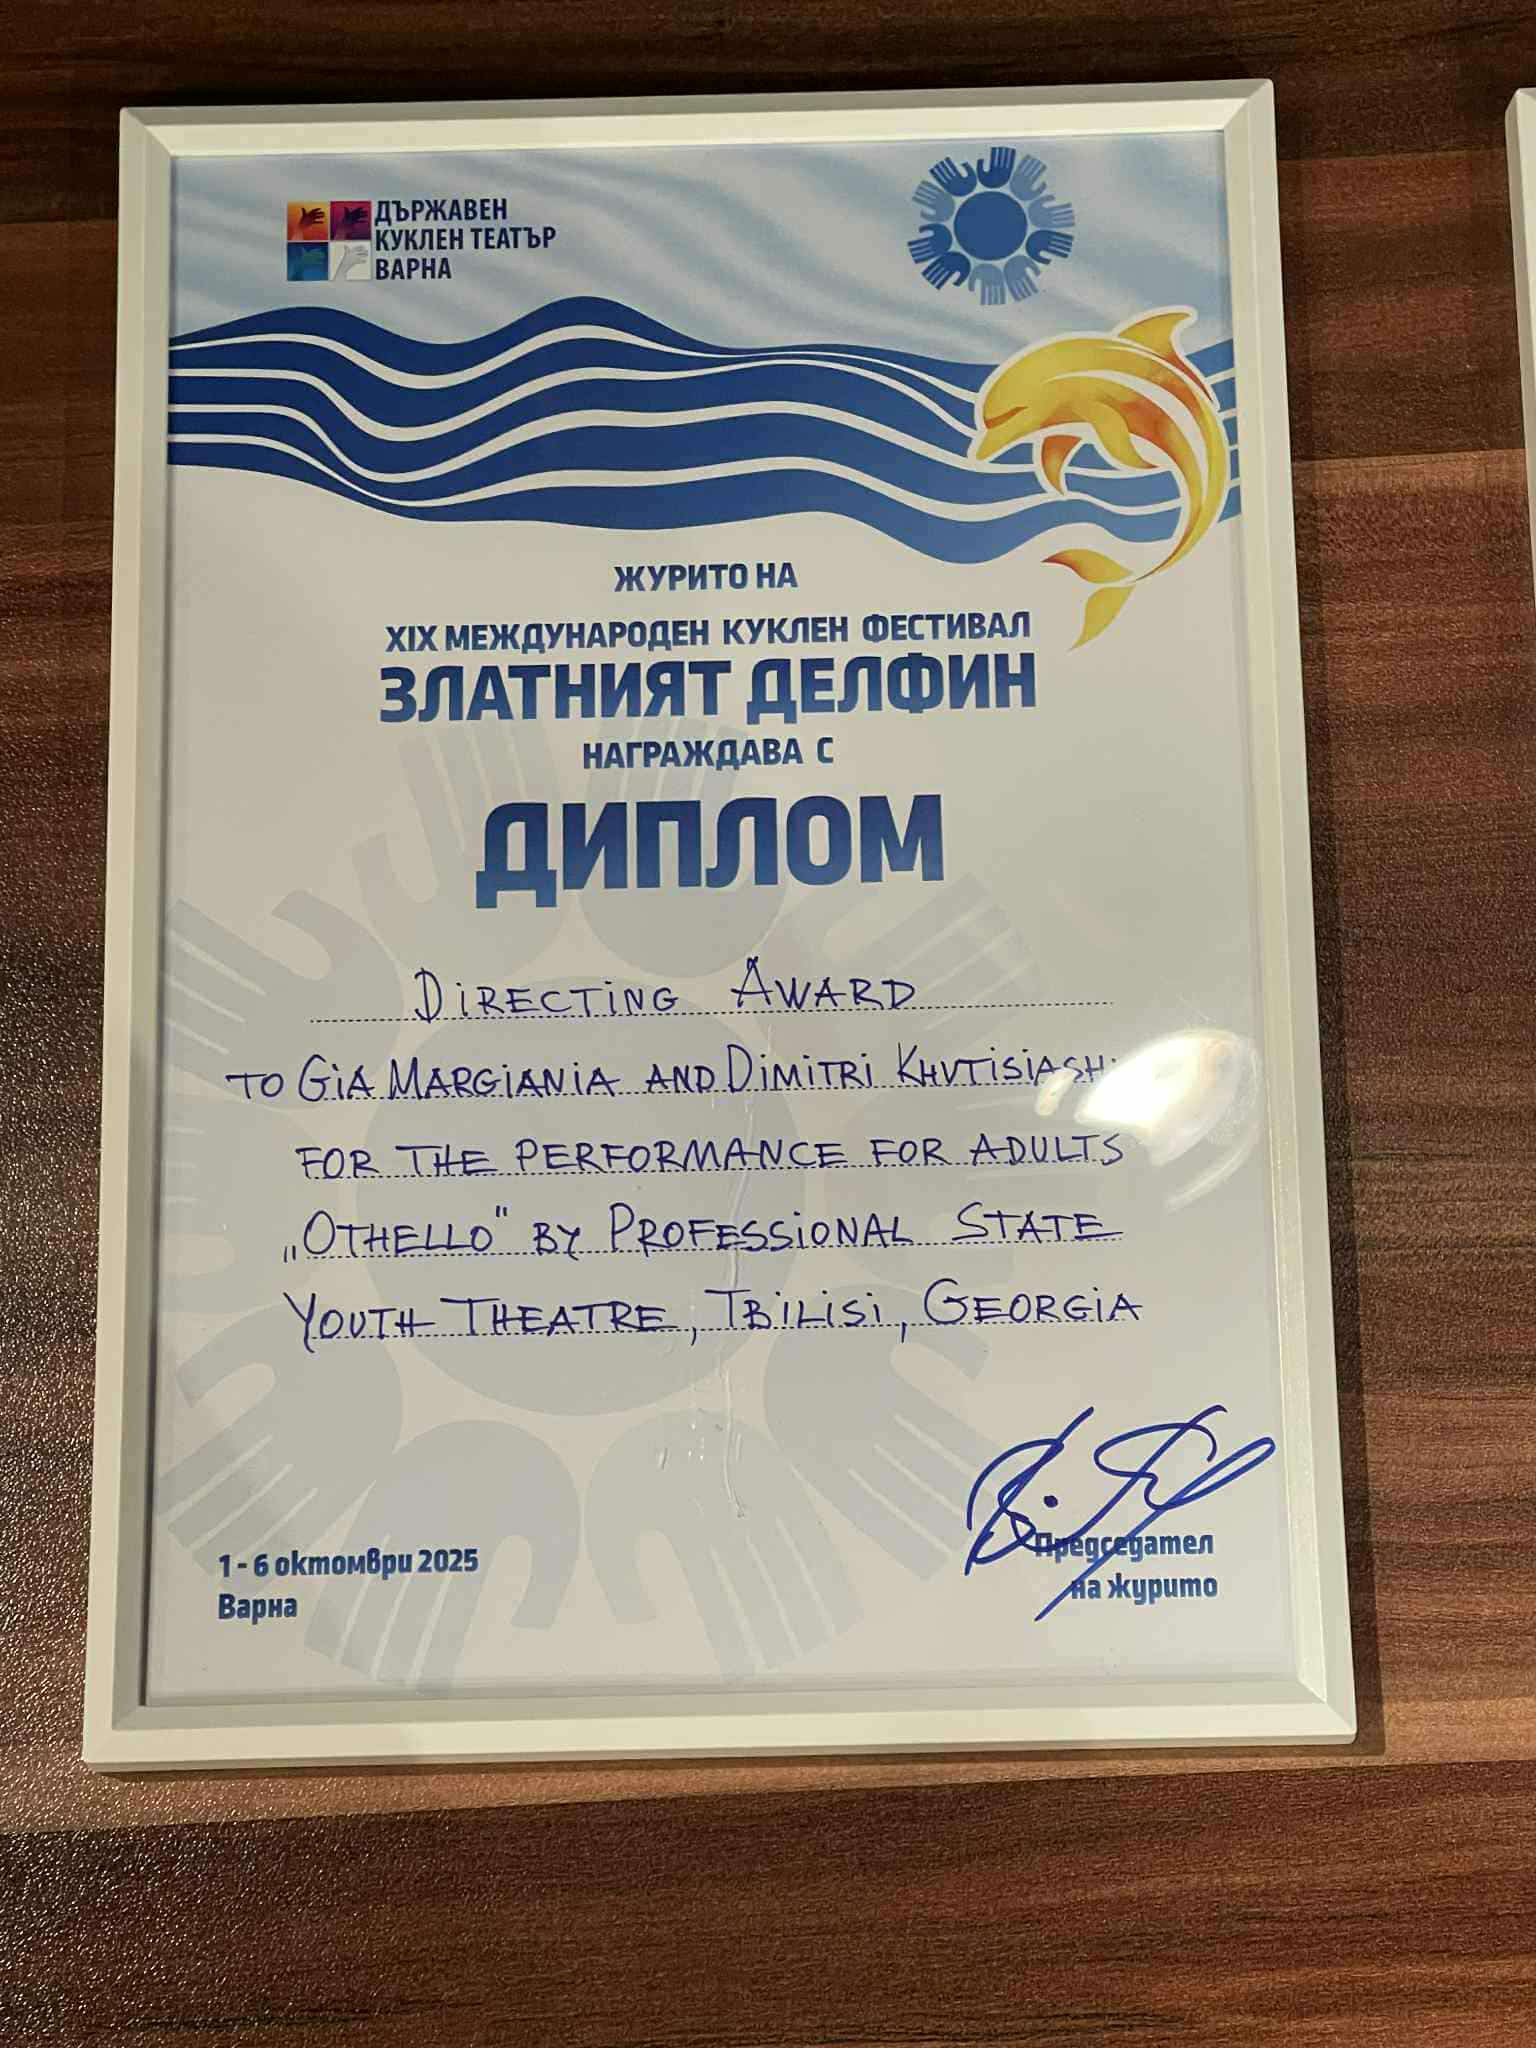 ДЪРЖАВЕН
КУКЛЕН ТЕАТЪР
ВАРНА
ЖУРИТО НА
XIX МЕЖДУНАРОДЕН КУКЛЕН ФЕСТИВАЛ
ЗЛАТНИЯТ ДЕЛФИН
НАГРАЖДАВА С
ДИПЛОМ
DIRECTING AWARD
TO GIA MARGIANIA AND DIMITRI
FOR THE PERFORMANCE FOR ADULTS
„OTHELLO" BY PROFESSIONAL STATE
YOUTH THEATRE, TBILISI, GEORGIA
1 - 6 октомври 2025
Варна
Председател
на журито